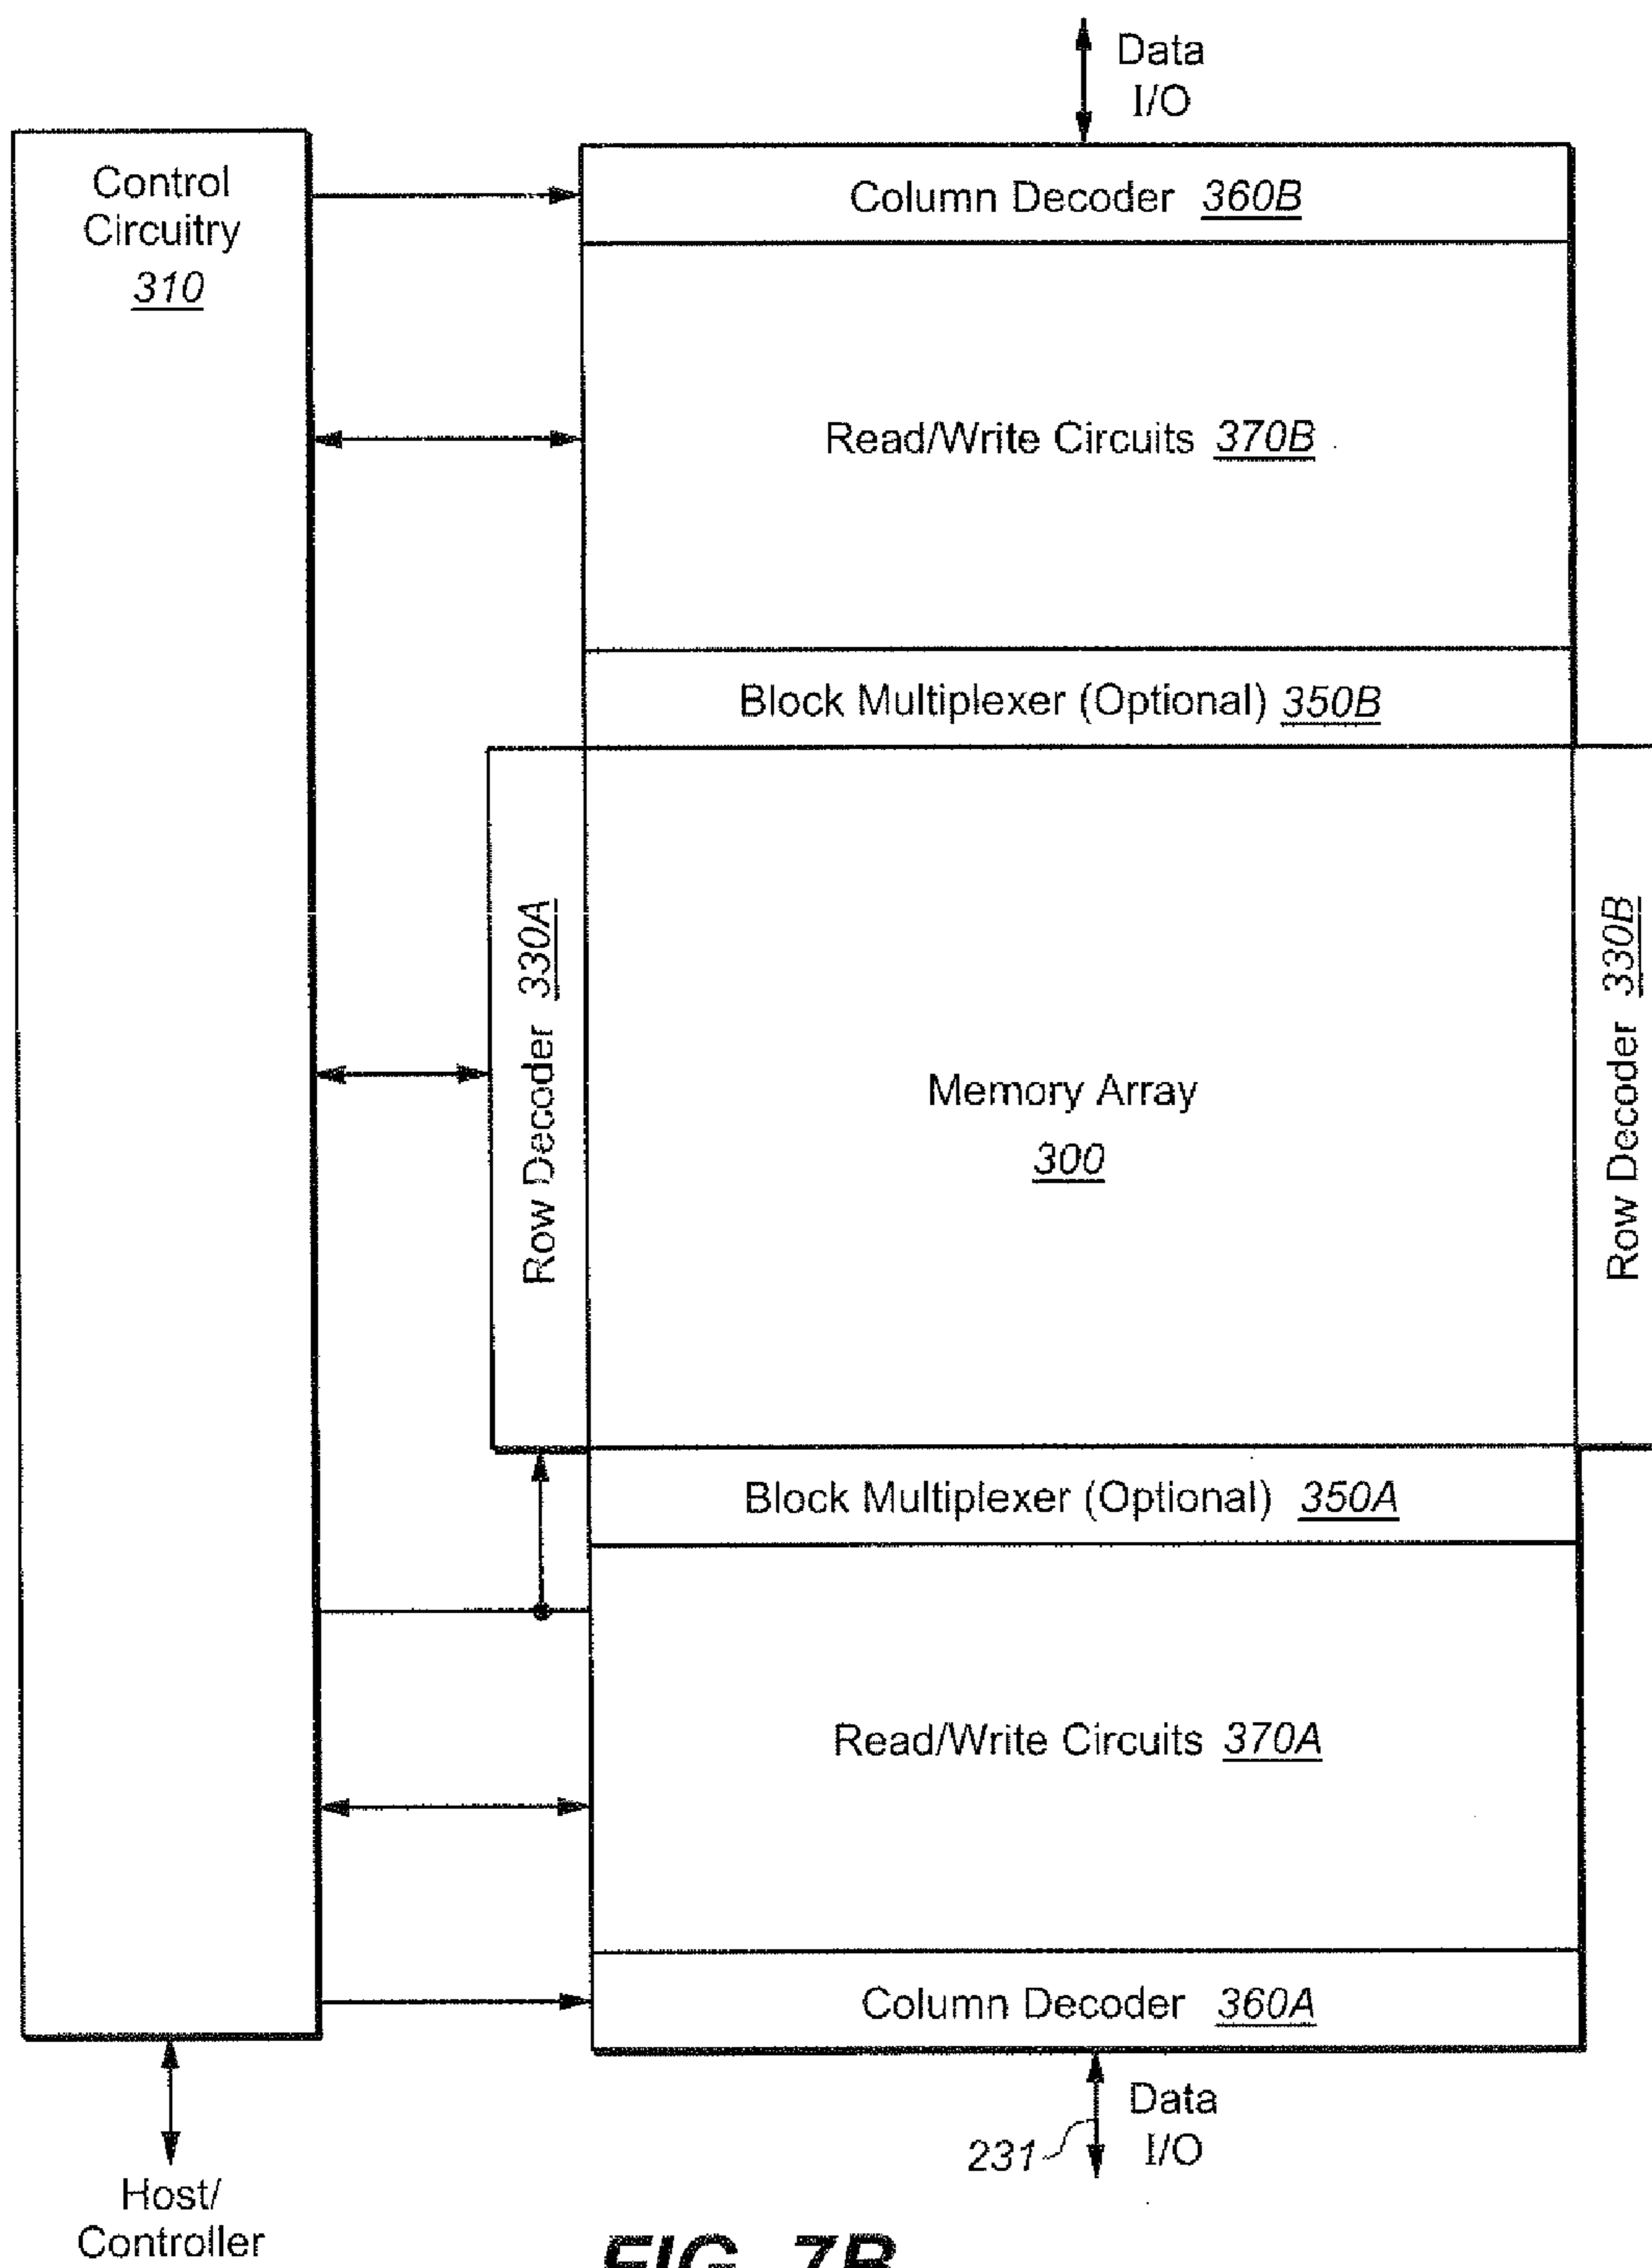 Data
I/O
Control
Circuitry
310
Column Decoder 360B
Read/Write Circuits 370B
Block Multiplexer (Optional) 350B
Row Decoder 330A
Memory Array
300
Row Decoder 330B
Block Multiplexer (Optional) 350A
Read/Write Circuits 370A
Column Decoder 360A
231
Data
I/O
Host/
Controller
FIG. 7B